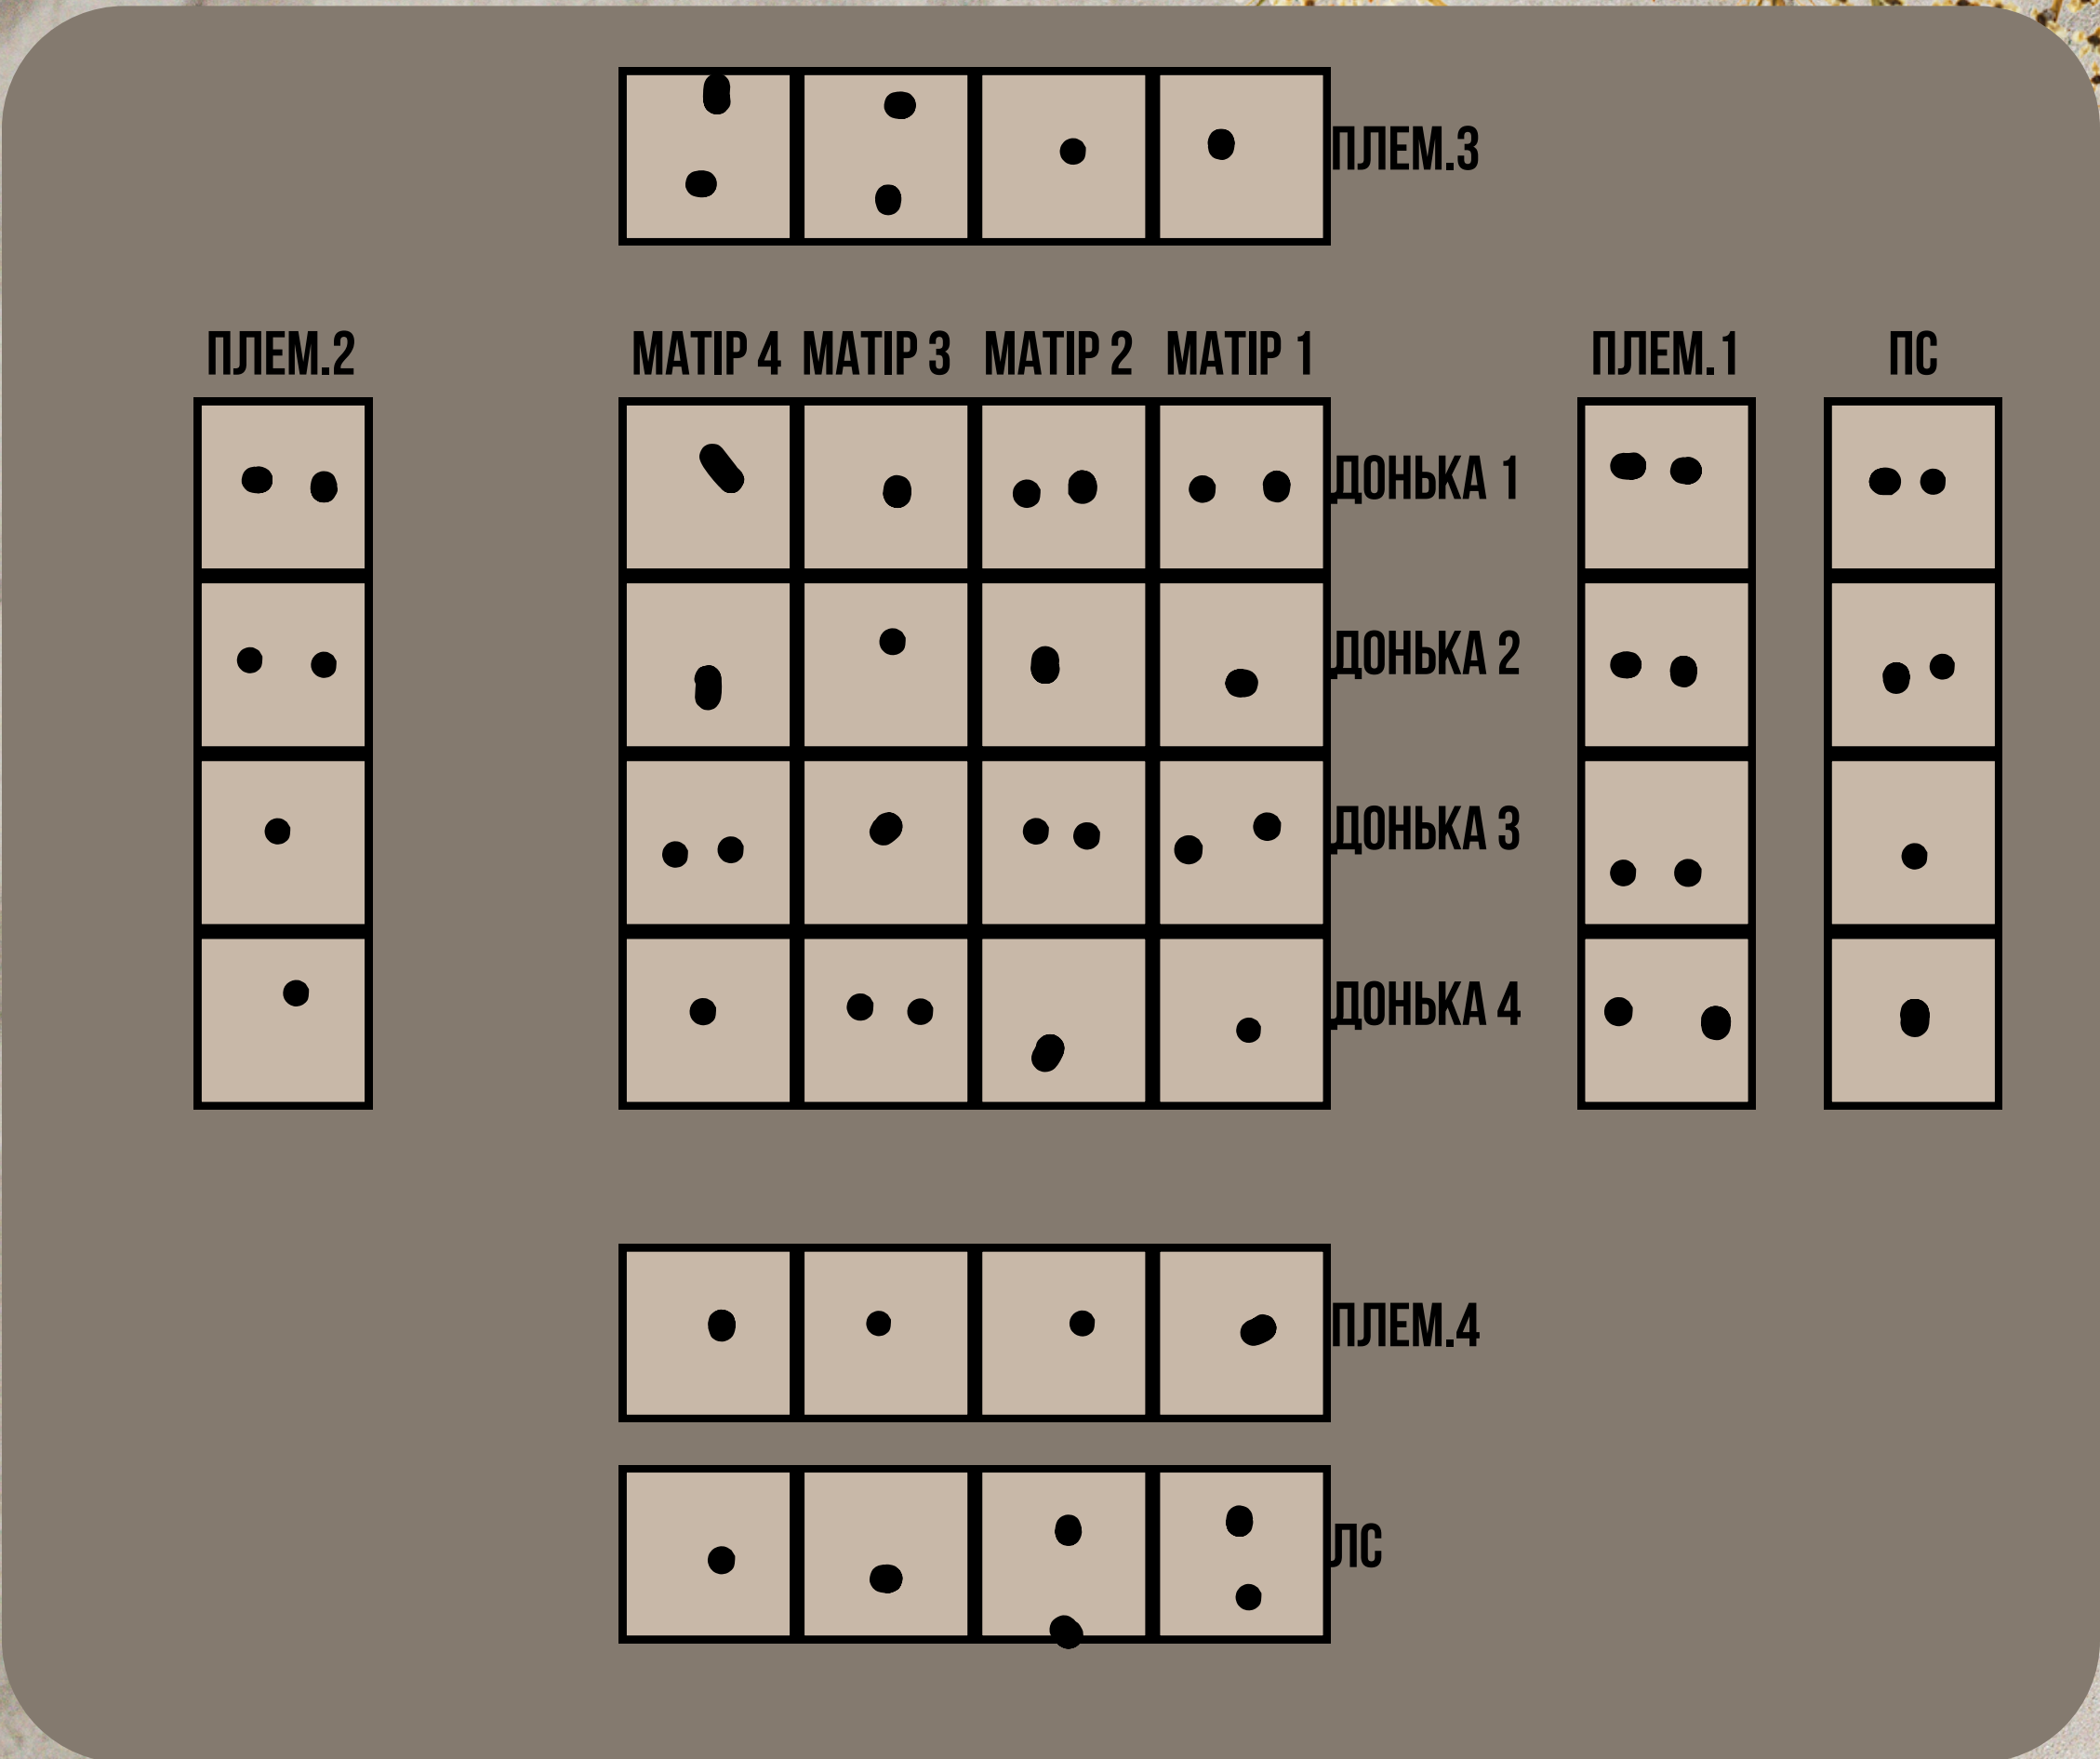 ПЛЕМ.3
ПЛЕМ.2
МАТІР 4 МАТІР 3 МАТІР 2 МАТІР 1
ПЛЕМ.1
ПС
ДОНЬКА 1
ДОНЬКА 2
ДОНЬКА 3
ДОНЬКА 4
ПЛЕМ.4
ЛС